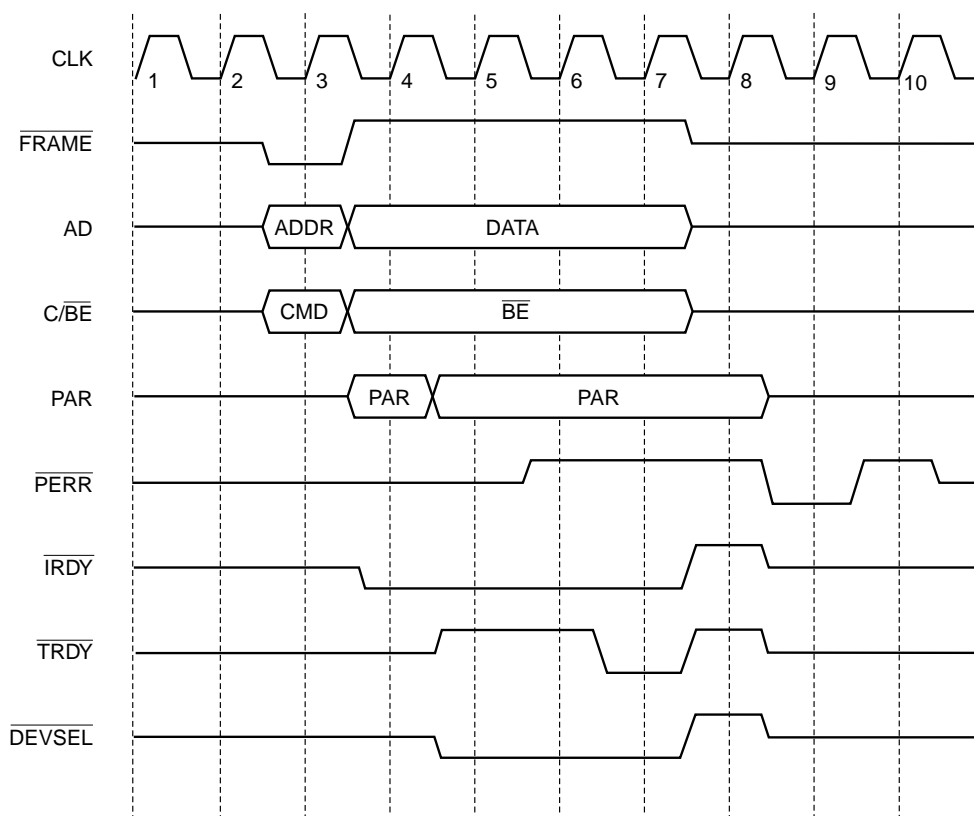 CLK
1 2 3 4 5 6 7 8 9 10
FRAME
AD ADDR DATA
C/BE CMD BE
PAR PAR PAR
PERR
IRDY
TRDY
DEVSEL